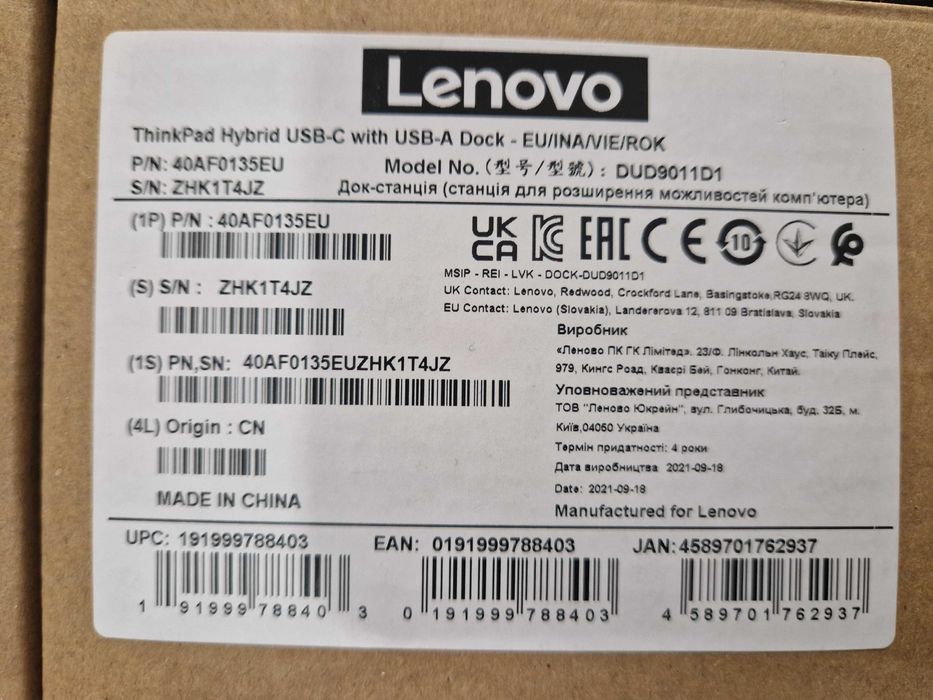 Lenovo
ThinkPad Hybrid USB-C with USB-A Dock - EU/INA/VIE/ROK
P/N: 40AF0135EU
Model No.(型号/型號): DUD9011D1
S/N: ZHK1T4JZ
Док-станція (станція для розширення можливостей комп'ютера)
(1P) P/N : 40AF0135EU
UK
CA
EAC
CE
10
MSIP - REI - LVK - DOCK-DUD9011D1
UK Contact: Lenovo, Redwood, Crockford Lane, Basingstoke,RG24 8WQ, UK.
EU Contact: Lenovo (Slovakia), Landererova 12, 811 09 Bratislava, Slovakia
(S) S/N : ZHK1T4JZ
Виробник
«Леново ПК ГК Лімітед». 23/Ф. Лінкольн Хаус, Таіку Плейс,
979, Кингс Роад, Кваєрі Бей, Гонконг, Китай.
(1S) PN,SN: 40AF0135EUZHK1T4JZ
Уповноважений представник
ТОВ "Леново Юкрейн", вул. Глибочицька, буд. 32Б, м.
Київ,04050 Україна
(4L) Origin : CN
Термін придатності: 4 роки
Дата виробництва 2021-09-18
Date: 2021-09-18
MADE IN CHINA
Manufactured for Lenovo
UPC: 191999788403
EAN: 0191999788403
JAN:4589701762937
1 91999 78840 3
0 191999 788403
4 589701 762937